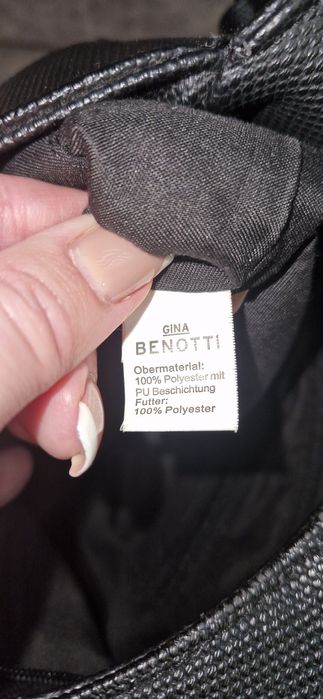 GINA
BENOTTI
Obermaterial:
100% Polyester mit
PU Beschichtung
Futter:
100% Polyester